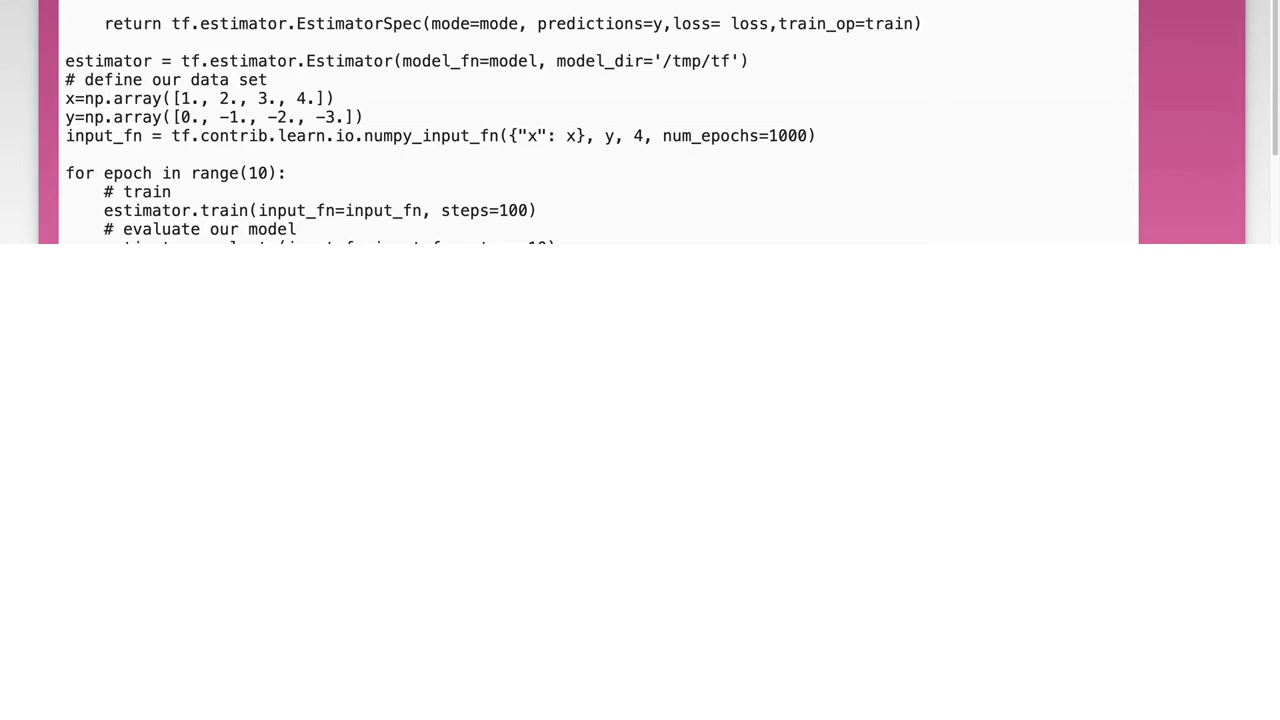 return tf.estimator.EstimatorSpec(mode=mode, predictions=y,loss= loss,train_op=train)
estimator = tf.estimator.Estimator(model_fn=model, model_dir='/tmp/tf')
# define our data set
x=np.array([1., 2., 3., 4.])
y=np.array([0., -1., -2., -3.])
input_fn = tf.contrib.learn.io.numpy_input_fn({"x": x}, y, 4, num_epochs=1000)
for epoch in range(10):
# train
estimator.train(input_fn=input_fn, steps=100)
# evaluate our model